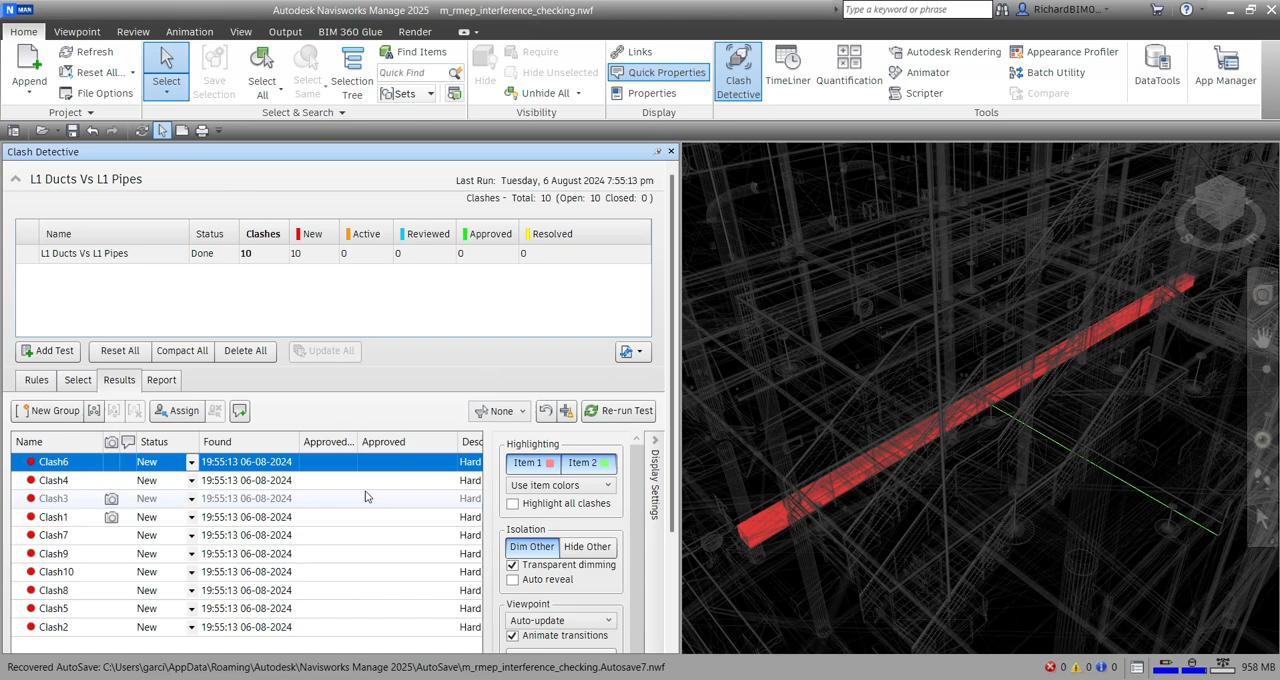 N MAN
Autodesk Navisworks Manage 2025 m_rmep_interference_checking.nwf
Type a keyword or phrase
RichardBIMO...
Home Viewpoint Review Animation View Output BIM 360 Glue Render
Append
Refresh
Reset All...
File Options
Project
Select
Save Selection
Select All
Select Same
Selection Tree
Find Items
Quick Find
Sets
Select & Search
Hide
Require
Hide Unselected
Unhide All
Visibility
Links
Quick Properties
Properties
Display
Clash Detective
TimeLiner
Quantification
Autodesk Rendering
Animator
Scripter
Appearance Profiler
Batch Utility
Compare
Tools
DataTools
App Manager
Clash Detective
L1 Ducts Vs L1 Pipes
Last Run: Tuesday, 6 August 2024 7:55:13 pm
Clashes - Total: 10 (Open: 10 Closed: 0 )
Name Status Clashes New Active Reviewed Approved Resolved
L1 Ducts Vs L1 Pipes Done 10 10 0 0 0 0
Add Test Reset All Compact All Delete All Update All
Rules Select Results Report
New Group Assign None Re-run Test
Name Status Found Approved... Approved Desc
Clash6 New 19:55:13 06-08-2024 Hard
Clash4 New 19:55:13 06-08-2024 Hard
Clash3 New 19:55:13 06-08-2024 Hard
Clash1 New 19:55:13 06-08-2024 Hard
Clash7 New 19:55:13 06-08-2024 Hard
Clash9 New 19:55:13 06-08-2024 Hard
Clash10 New 19:55:13 06-08-2024 Hard
Clash8 New 19:55:13 06-08-2024 Hard
Clash5 New 19:55:13 06-08-2024 Hard
Clash2 New 19:55:13 06-08-2024 Hard
Highlighting
Item 1 Item 2
Use item colors
Highlight all clashes
Isolation
Dim Other Hide Other
Transparent dimming
Auto reveal
Viewpoint
Auto-update
Animate transitions
Display Settings
Recovered AutoSave: C:\Users\garci\AppData\Roaming\Autodesk\Navisworks Manage 2025\AutoSave\m_rmep_interference_checking.Autosave7.nwf
0 0 0
958 MB